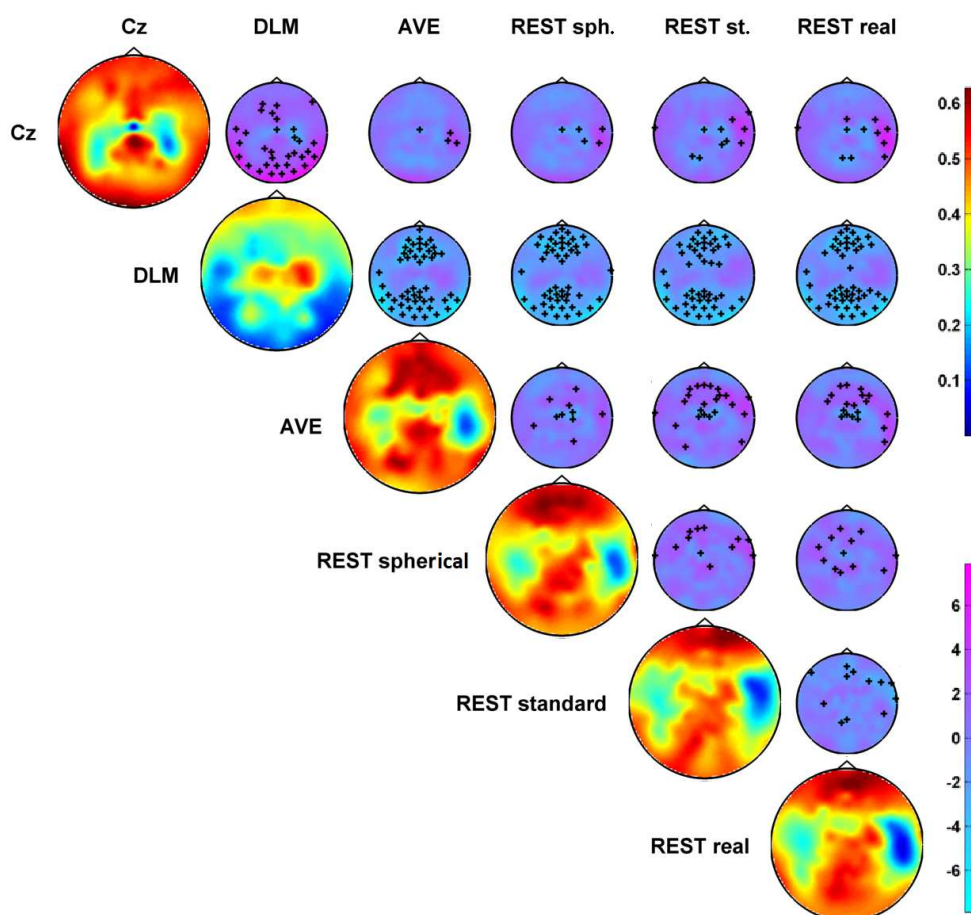 Cz DLM AVE REST sph. REST st. REST real
Cz
0.6
0.5
0.4
DLM
0.3
0.2
0.1
AVE
REST spherical
6
4
REST standard
2
0
-2
REST real
-4
-6